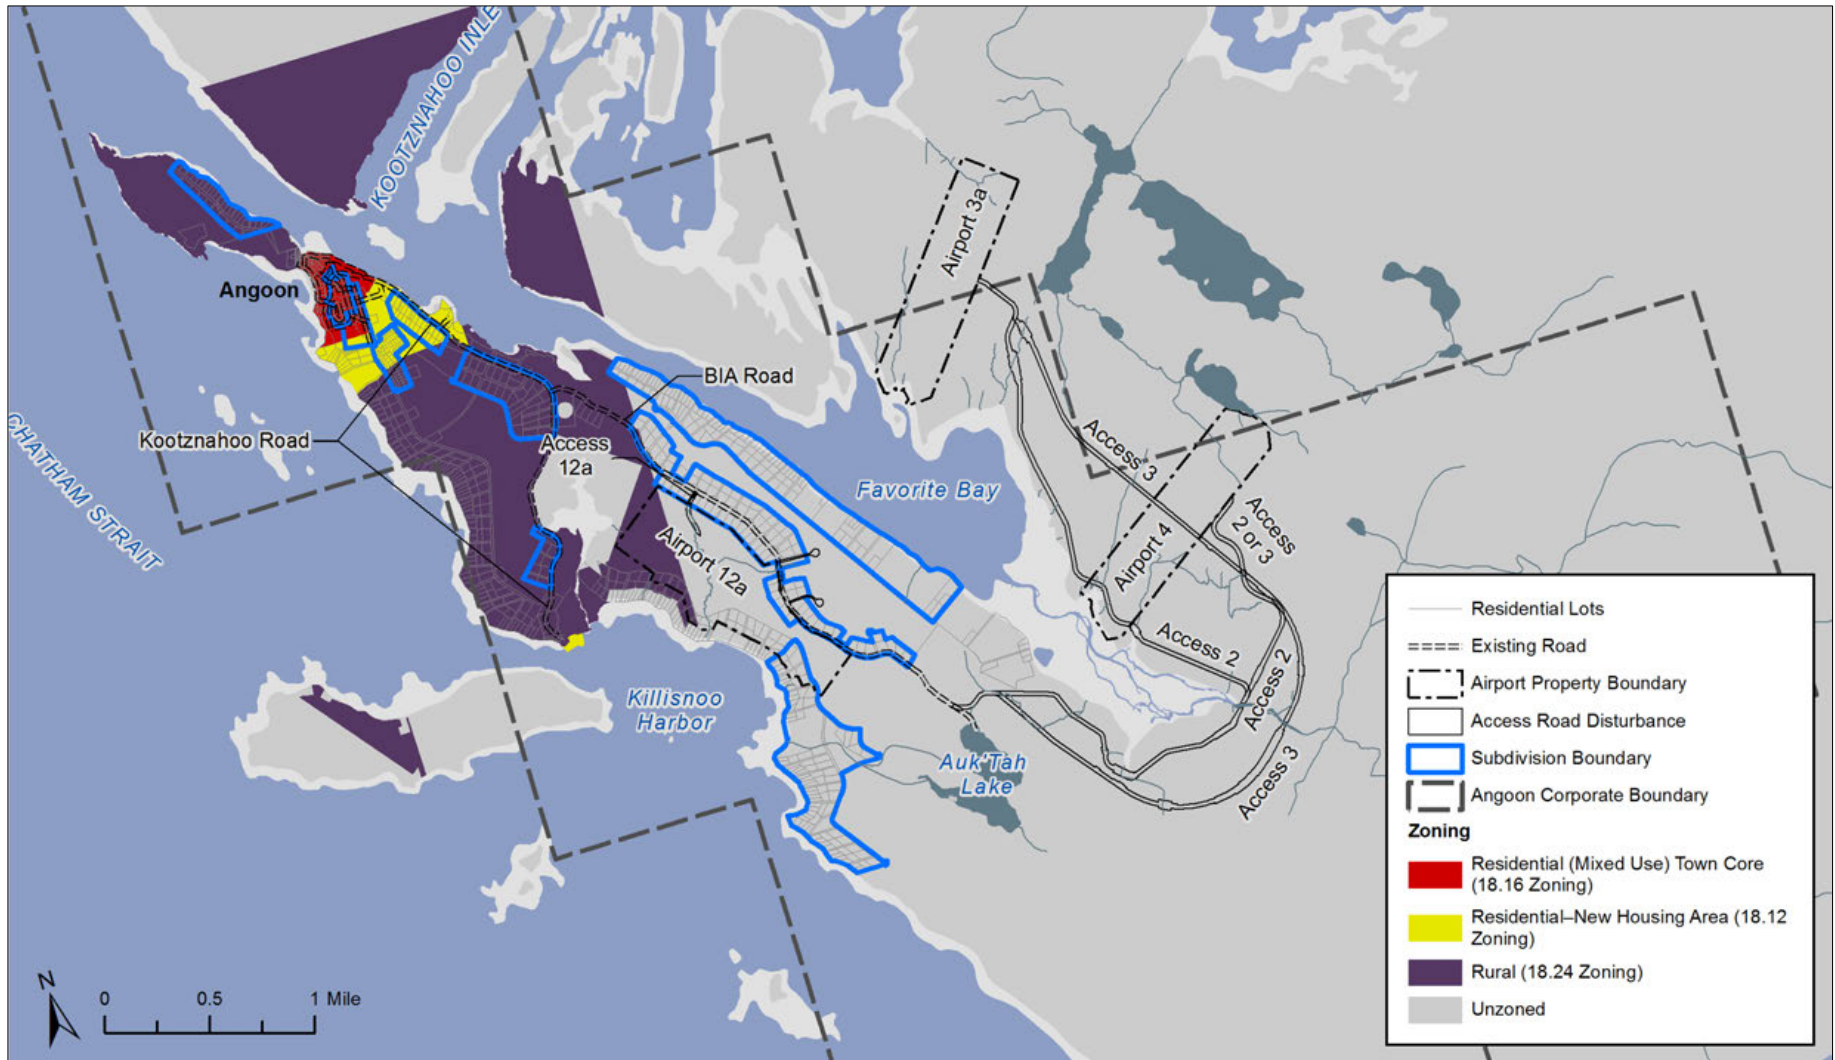 KOOTZNAHOO INLE
Airport 3a
Angoon
BIA Road
Kootznahoo Road
Access
12a
Access 3
CHATHAM STRAIT
Favorite Bay
Airport 12a
Airport 4
Access
2 or 3
Access 2
Access 2
Killisnoo
Harbor
Auk'Tah
Lake
Access 3
Residential Lots
Existing Road
Airport Property Boundary
Access Road Disturbance
Subdivision Boundary
Angoon Corporate Boundary
Zoning
Residential (Mixed Use) Town Core
(18.16 Zoning)
Residential–New Housing Area (18.12
Zoning)
Rural (18.24 Zoning)
Unzoned
N
0 0.5 1 Mile